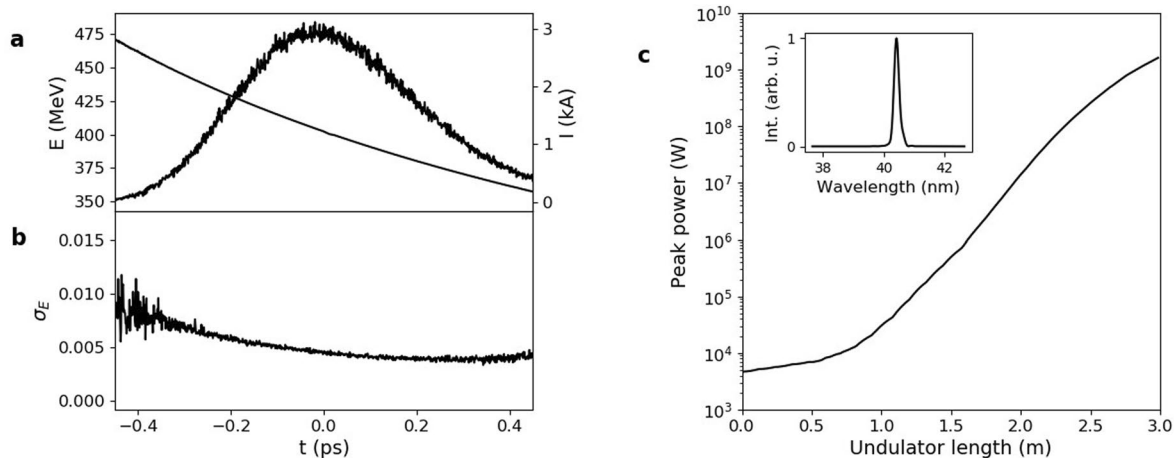 a
E (MeV)
475
450
425
400
375
350
3
2
1
0
I (kA)
b
σE
0.015
0.010
0.005
0.000
−0.4 −0.2 0.0 0.2 0.4
t (ps)
c
Peak power (W)
10^10
10^9
10^8
10^7
10^6
10^5
10^4
10^3
0.0 0.5 1.0 1.5 2.0 2.5 3.0
Undulator length (m)
Int. (arb. u.)
1
0
38 40 42
Wavelength (nm)